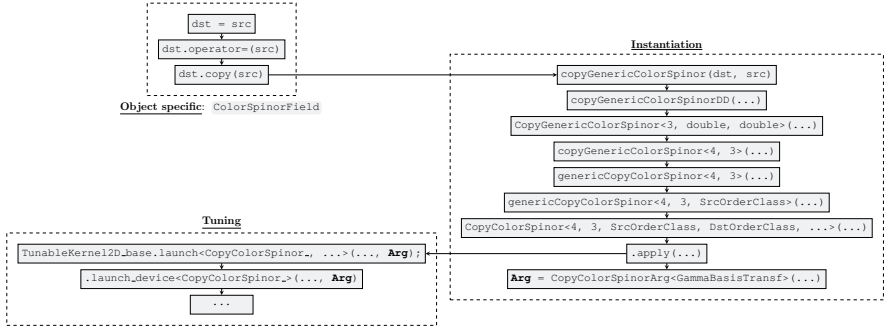 dst = src
dst.operator=(src)
dst.copy(src)
Object specific: ColorSpinorField
Instantiation
copyGenericColorSpinor(dst, src)
copyGenericColorSpinorDD(...)
CopyGenericColorSpinor<3, double, double>(...)
copyGenericColorSpinor<4, 3>(...)
genericCopyColorSpinor<4, 3>(...)
genericCopyColorSpinor<4, 3, SrcOrderClass>(...)
CopyColorSpinor<4, 3, SrcOrderClass, DstOrderClass, ...>(...)
.apply(...)
Arg = CopyColorSpinorArg<GammaBasisTransf>(...)
Tuning
TunableKernel2D_base.launch<CopyColorSpinor_, ...>(..., Arg);
.launch_device<CopyColorSpinor_>(..., Arg)
...